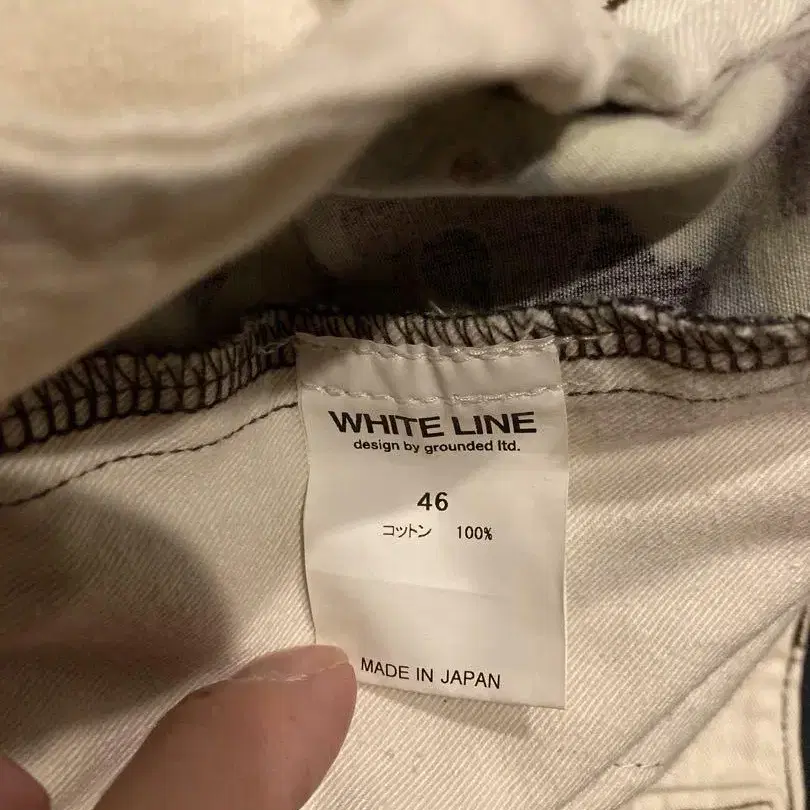 WHITE LINE
design by grounded ltd.
46
コットン 100%
MADE IN JAPAN